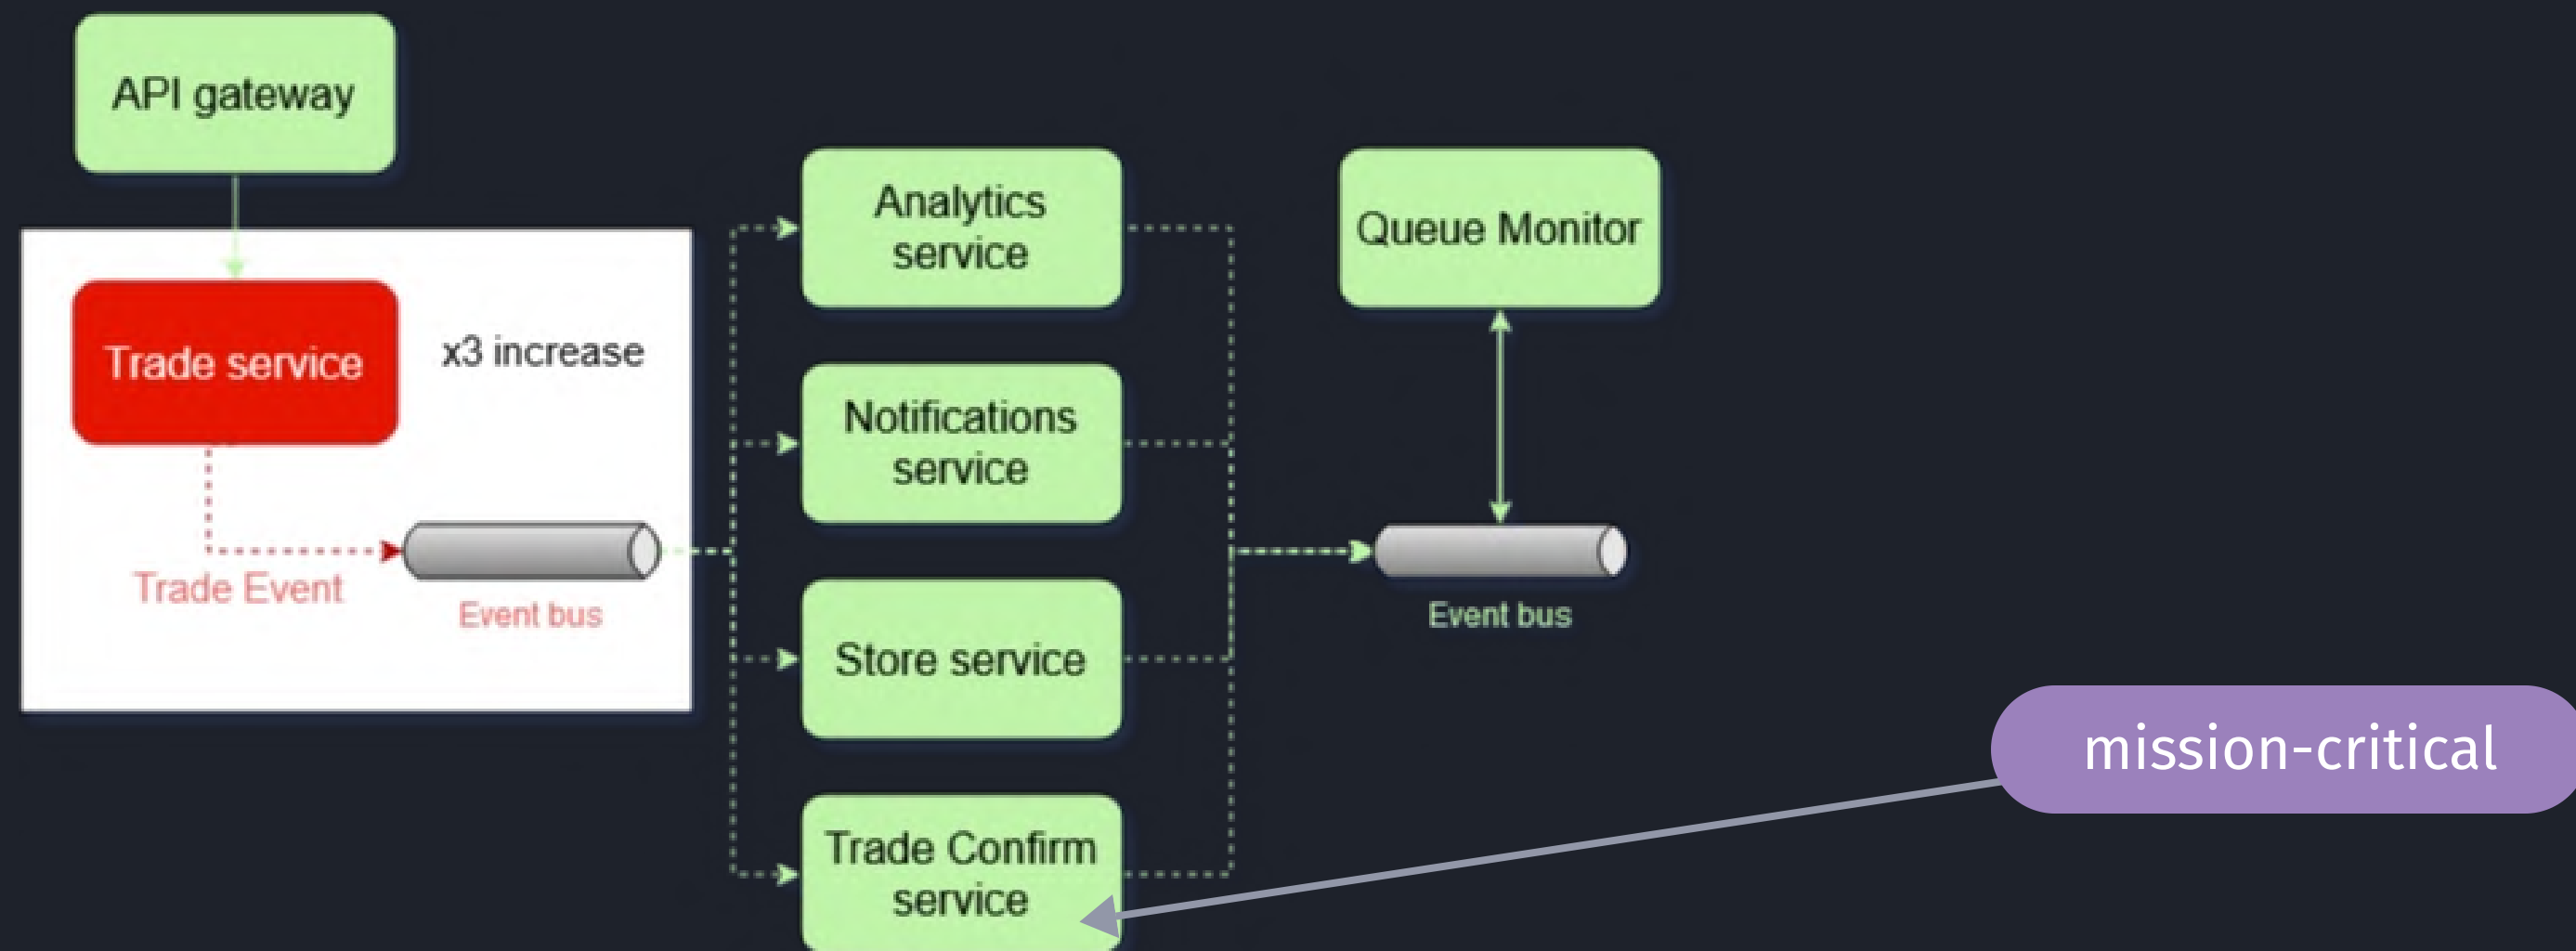 API gateway
Trade service
x3 increase
Trade Event
Event bus
Analytics
service
Notifications
service
Store service
Trade Confirm
service
Queue Monitor
Event bus
mission-critical